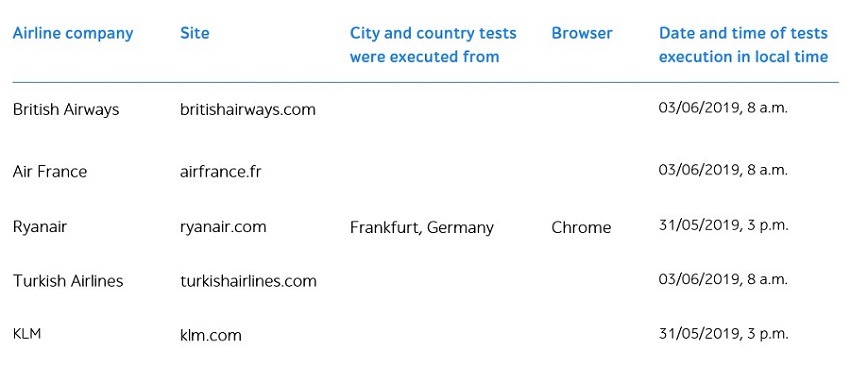 Airline company Site City and country tests Browser Date and time of tests
were executed from execution in local time
British Airways britishairways.com 03/06/2019, 8 a.m.
Air France airfrance.fr 03/06/2019, 8 a.m.
Ryanair ryanair.com Frankfurt, Germany Chrome 31/05/2019, 3 p.m.
Turkish Airlines turkishairlines.com 03/06/2019, 8 a.m.
KLM klm.com 31/05/2019, 3 p.m.